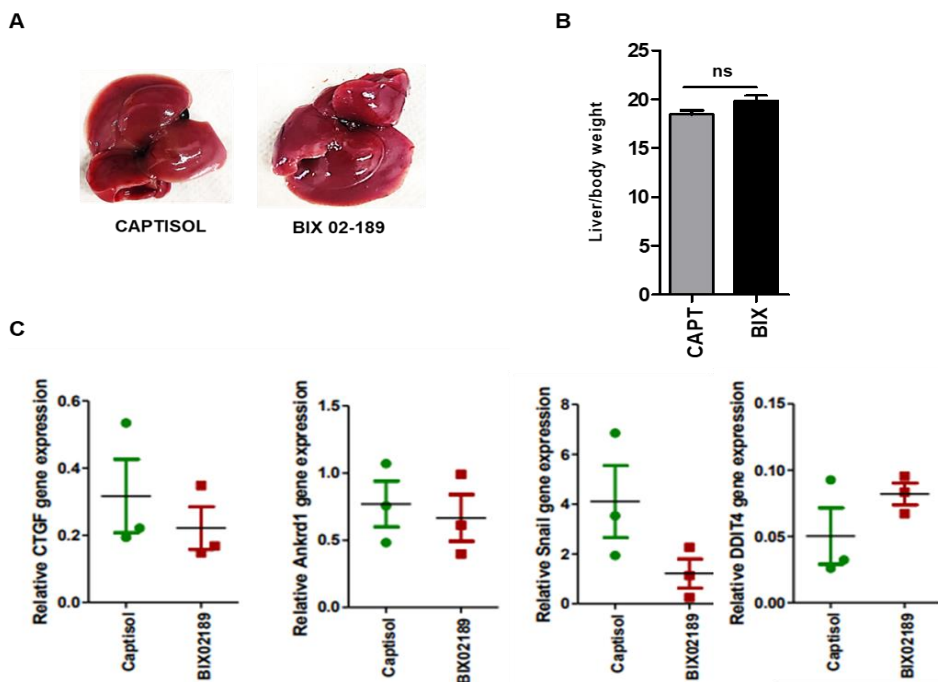 A
CAPTISOL
BIX 02-189
B
ns
Liver/body weight
25
20
15
10
5
0
CAPT
BIX
C
Relative CTGF gene expression
0.6
0.4
0.2
0.0
Captisol
BIX02189
Relative Ankrd1 gene expression
1.5
1.0
0.5
0.0
Captisol
BIX02189
Relative Snail gene expression
8
6
4
2
0
Captisol
BIX02189
Relative DDIT4 gene expression
0.15
0.10
0.05
0.00
Captisol
BIX02189